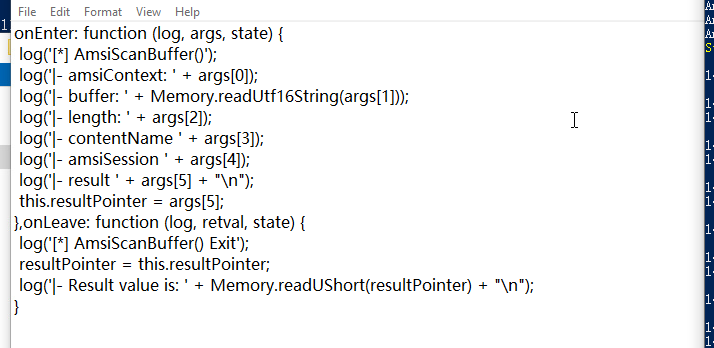 File Edit Format View Help
onEnter: function (log, args, state) {
log('[*] AmsiScanBuffer()');
log('|- amsiContext: ' + args[0]);
log('|- buffer: ' + Memory.readUtf16String(args[1]));
log('|- length: ' + args[2]);
log('|- contentName ' + args[3]);
log('|- amsiSession ' + args[4]);
log('|- result ' + args[5] + "\n");
this.resultPointer = args[5];
},onLeave: function (log, retval, state) {
log('[*] AmsiScanBuffer() Exit');
resultPointer = this.resultPointer;
log('|- Result value is: ' + Memory.readUShort(resultPointer) + "\n");
}